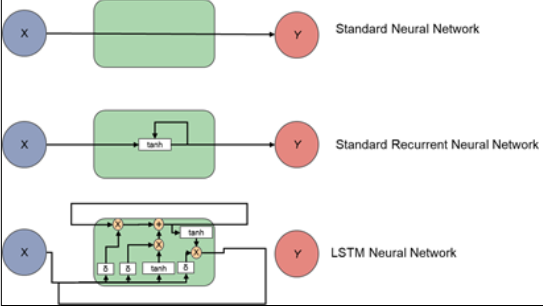 X
Y
Standard Neural Network
X
tanh
Y
Standard Recurrent Neural Network
X
+
tanh
X
X
X
δ
δ
tanh
δ
Y
LSTM Neural Network